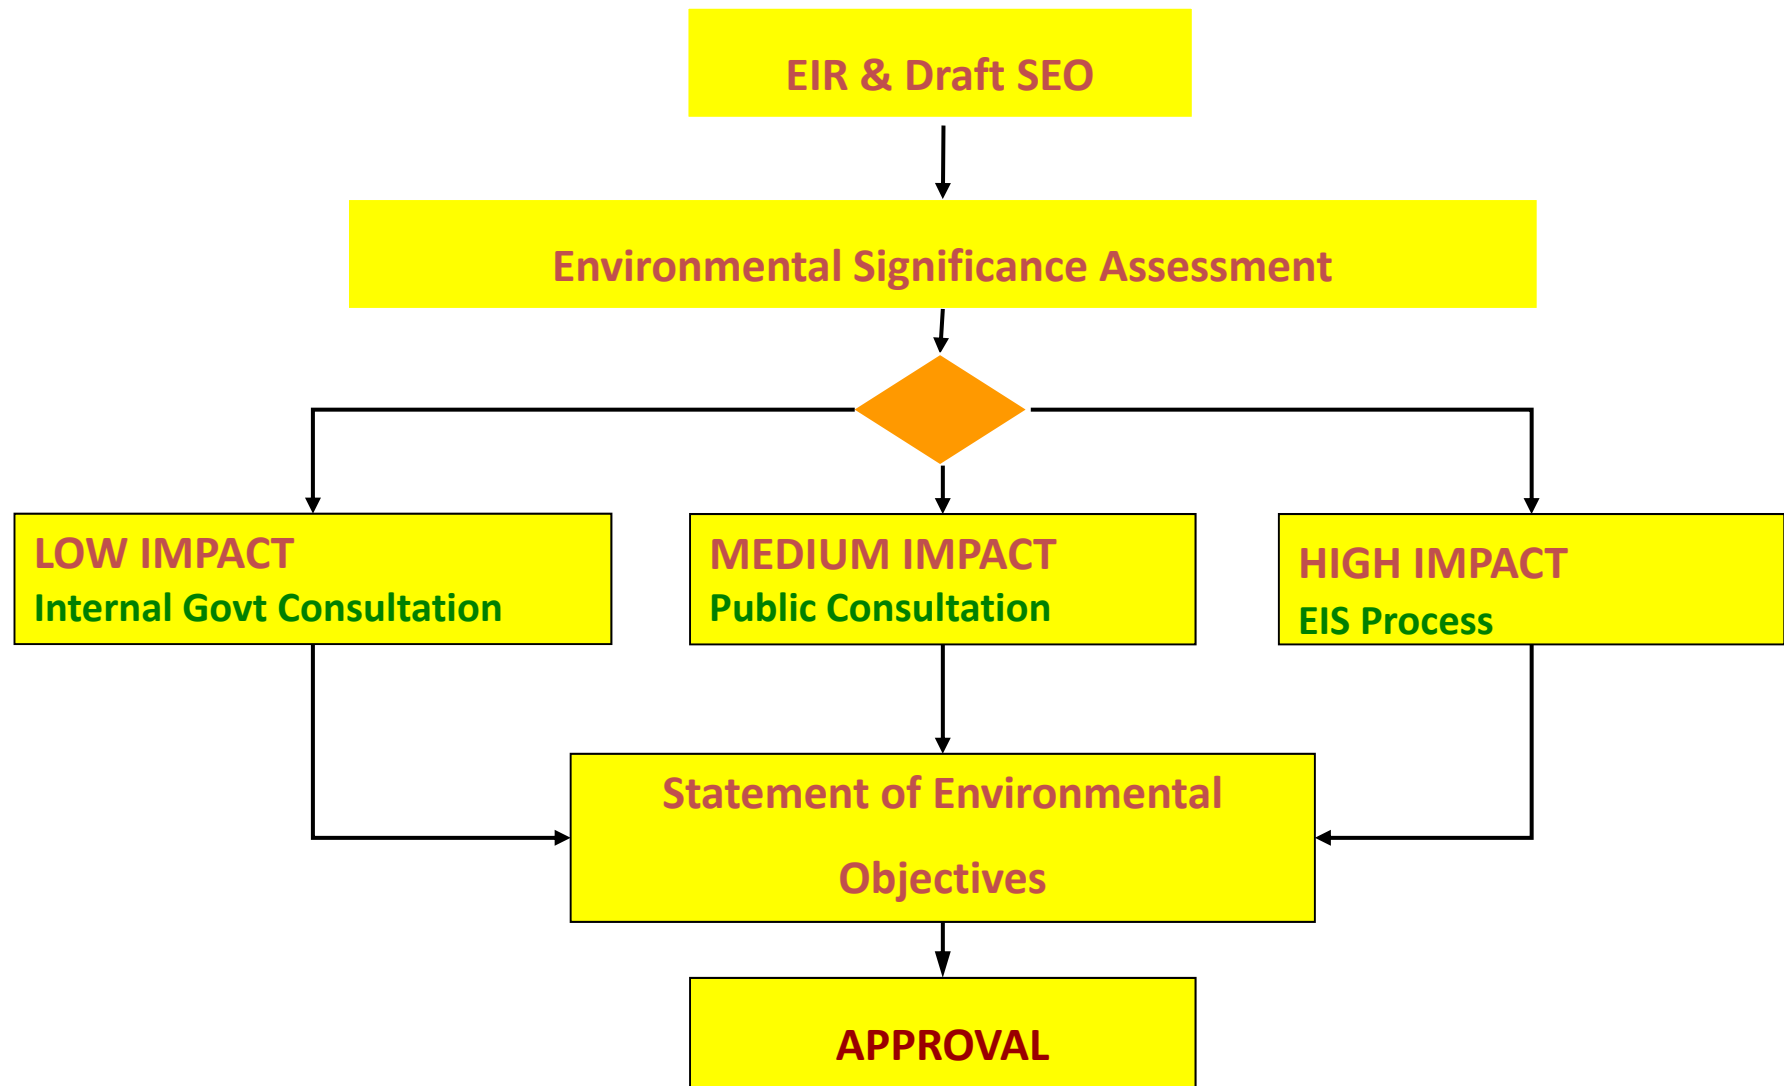 EIR & Draft SEO
Environmental Significance Assessment
LOW IMPACT
Internal Govt Consultation
MEDIUM IMPACT
Public Consultation
HIGH IMPACT
EIS Process
Statement of Environmental
Objectives
APPROVAL